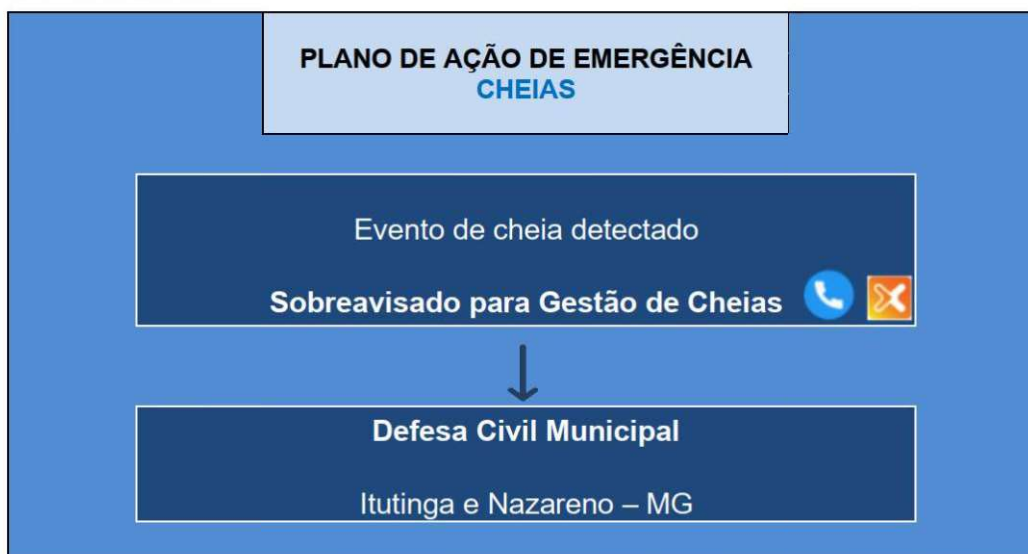 PLANO DE AÇÃO DE EMERGÊNCIA
CHEIAS
Evento de cheia detectado
Sobreavisado para Gestão de Cheias
Defesa Civil Municipal
Itutinga e Nazareno – MG